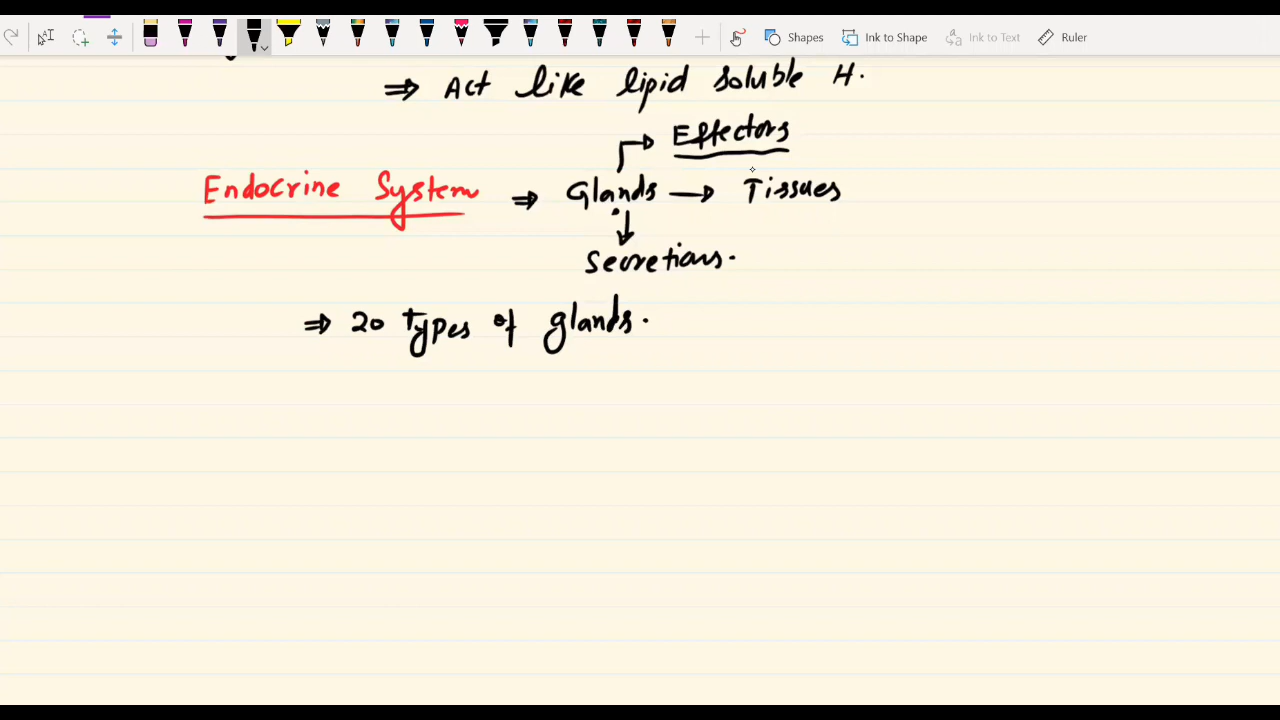 Shapes Ink to Shape Ink to Text Ruler
⇒ Act like lipid soluble H.
Effectors
Endocrine System ⇒ Glands → Tissues
Secretions.
⇒ 20 types of glands.